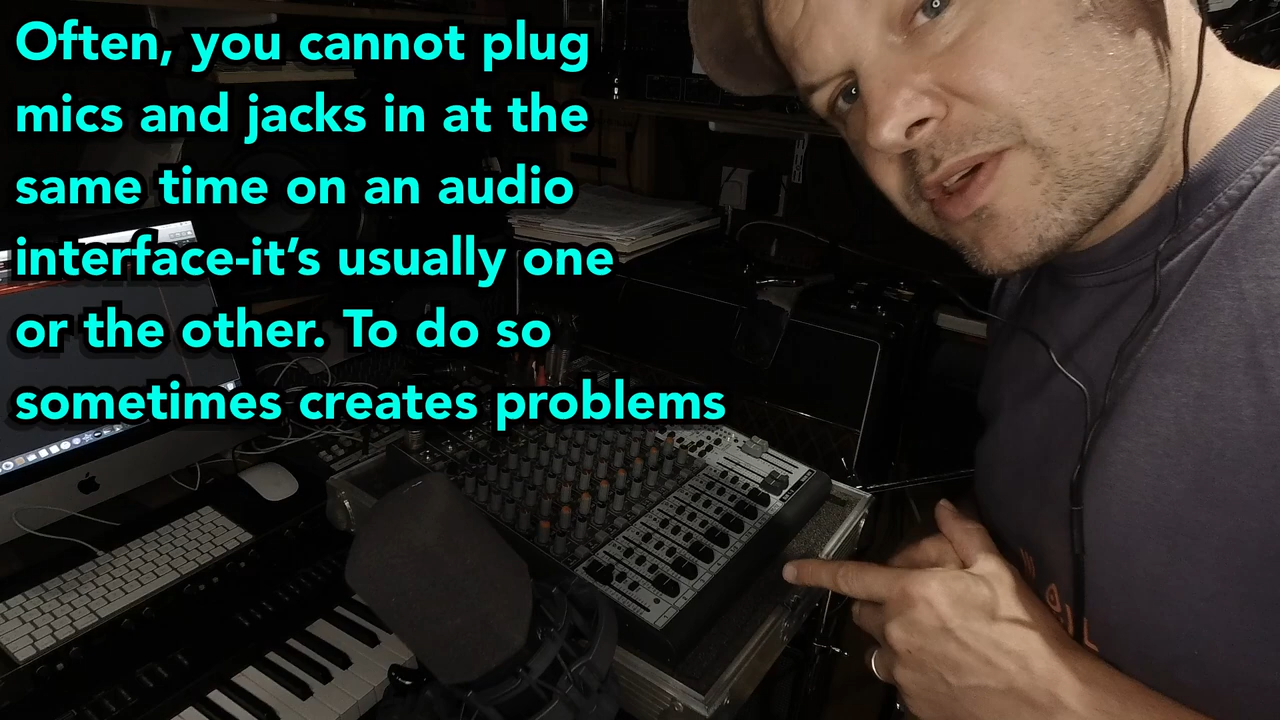 Often, you cannot plug
mics and jacks in at the
same time on an audio
interface-it’s usually one
or the other. To do so
sometimes creates problems